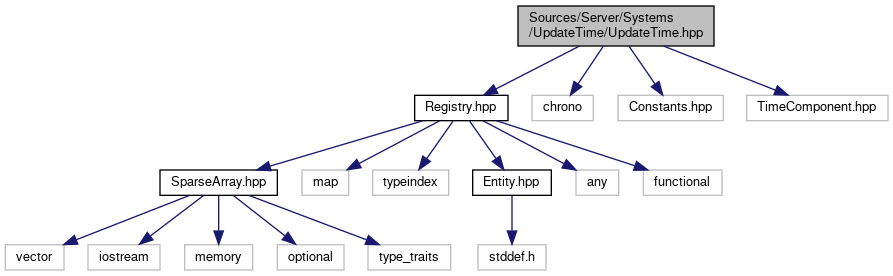 Sources/Server/Systems
/UpdateTime/UpdateTime.hpp
Registry.hpp
chrono
Constants.hpp
TimeComponent.hpp
SparseArray.hpp
map
typeindex
Entity.hpp
any
functional
vector
iostream
memory
optional
type_traits
stddef.h